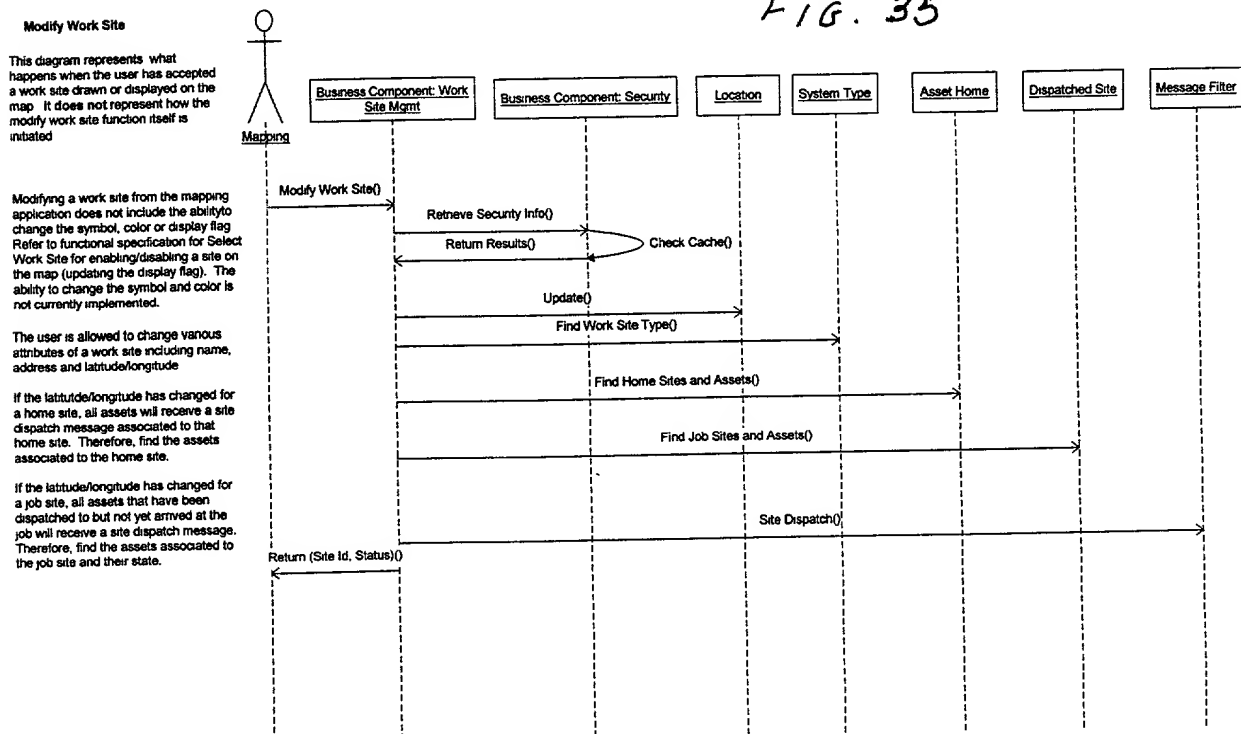 FIG. 35
Modify Work Site
This diagram represents what
happens when the user has accepted
a work site drawn or displayed on the
map It does not represent how the
modify work site function itself is
initiated
Mapping
Business Component: Work
Site Mgmt
Business Component: Security
Location
System Type
Asset Home
Dispatched Site
Message Filter
Modifying a work site from the mapping
application does not include the abilityto
change the symbol, color or display flag
Refer to functional specification for Select
Work Site for enabling/disabling a site on
the map (updating the display flag). The
ability to change the symbol and color is
not currently implemented.
The user is allowed to change various
attributes of a work site including name,
address and latitude/longitude
If the latitutde/longitude has changed for
a home site, all assets will receive a site
dispatch message associated to that
home site. Therefore, find the assets
associated to the home site.
If the latitude/longitude has changed for
a job site, all assets that have been
dispatched to but not yet arrived at the
job will receive a site dispatch message.
Therefore, find the assets associated to
the job site and their state.
Modify Work Site()
Retrieve Security Info()
Return Results()
Check Cache()
Update()
Find Work Site Type()
Find Home Sites and Assets()
Find Job Sites and Assets()
Site Dispatch()
Return (Site Id, Status)()